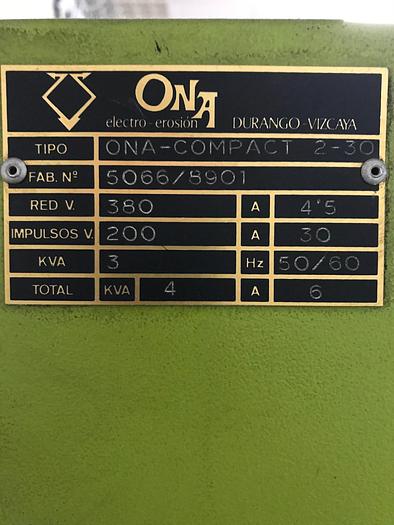 ONA
electro-erosión DURANGO-VIZCAYA
TIPO ONA-COMPACT 2-30
FAB. Nº 5066/8901
RED V. 380 A 4'5
IMPULSOS V. 200 A 30
KVA 3 Hz 50/60
TOTAL KVA 4 A 6